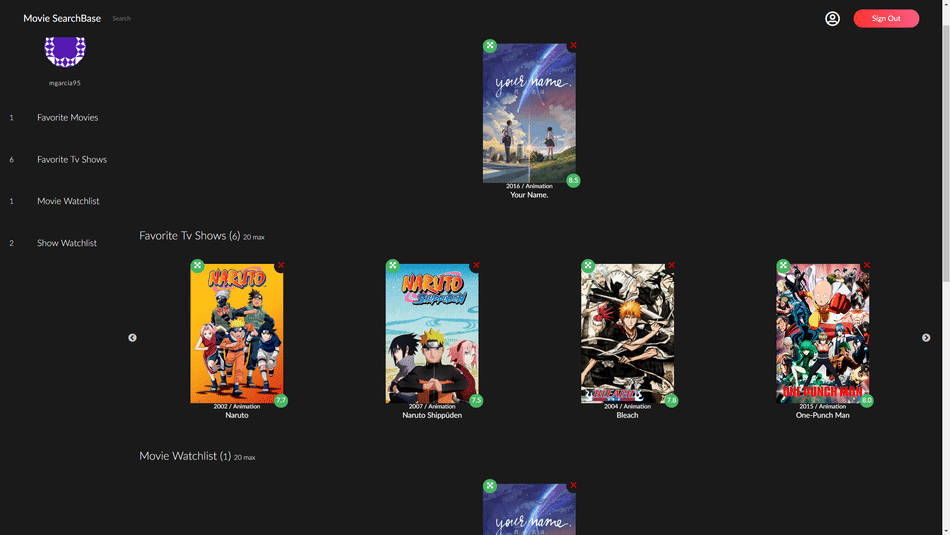 Movie SearchBase
Search
Sign Out
mgarcia95
1 Favorite Movies
6 Favorite Tv Shows
1 Movie Watchlist
2 Show Watchlist
your name.
8.5
2016 / Animation
Your Name.
Favorite Tv Shows (6) 20 max
NARUTO
7.7
2002 / Animation
Naruto
NARUTO
SHIPPUDEN
7.5
2007 / Animation
Naruto Shippūden
BLEACH
7.8
2004 / Animation
Bleach
ONE-PUNCH MAN
8.0
2015 / Animation
One-Punch Man
Movie Watchlist (1) 20 max
your name.